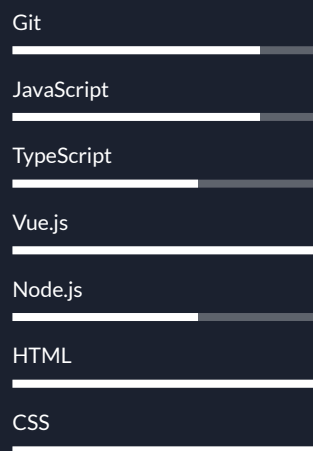 Git
JavaScript
TypeScript
Vue.js
Node.js
HTML
CSS